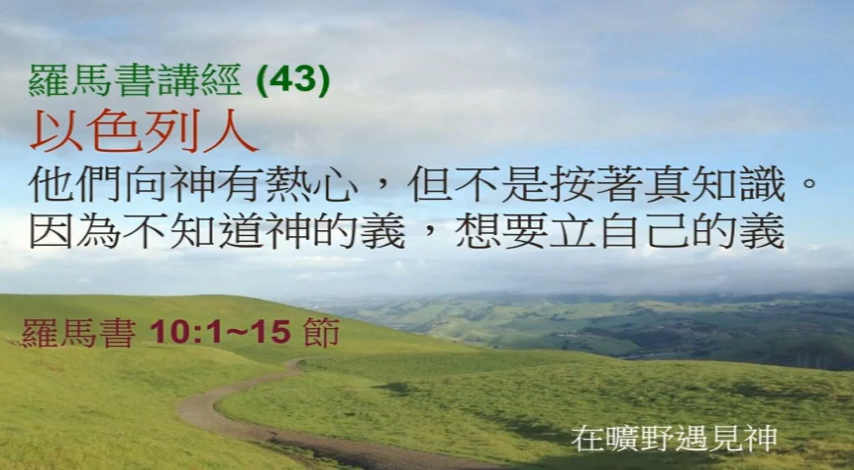 羅馬書講經 (43)
以色列人
他們向神有熱心，但不是按著真知識。
因為不知道神的義，想要立自己的義
羅馬書 10:1~15 節
在曠野遇見神